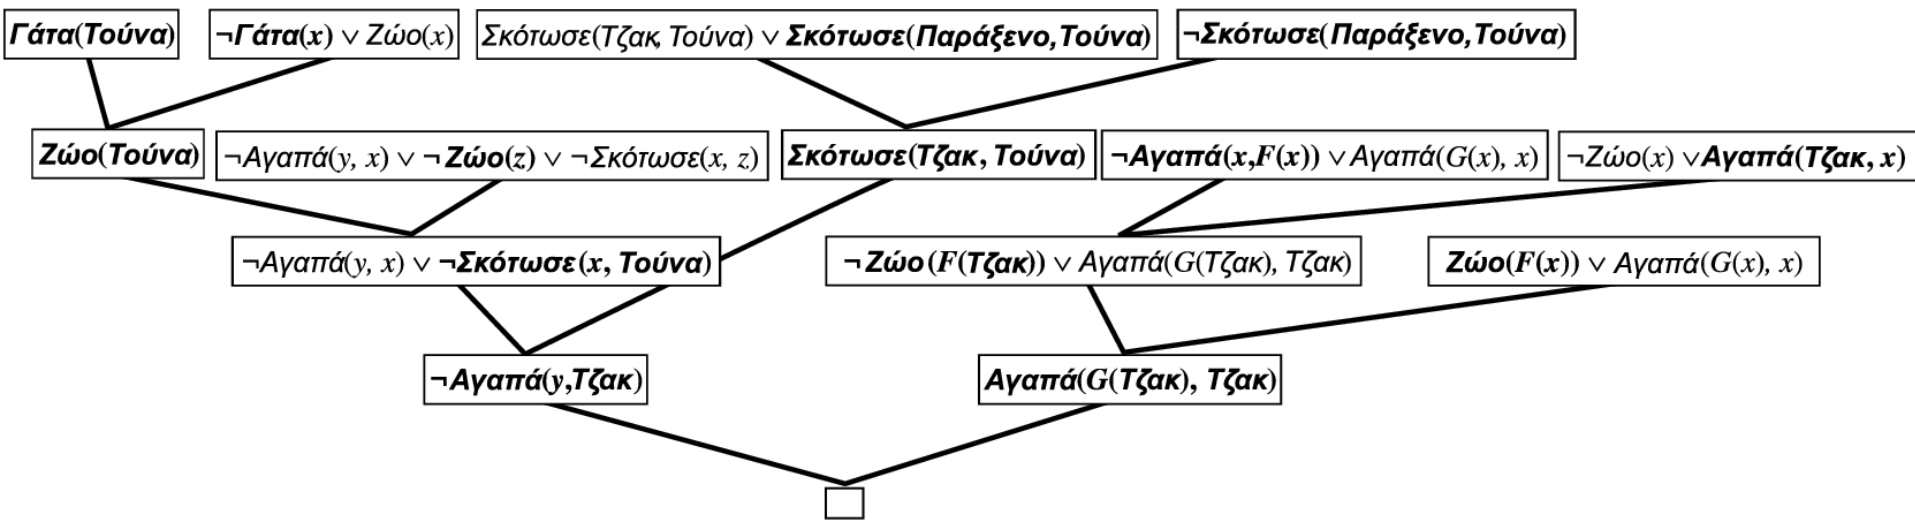 Γάτα(Τούνα) ¬Γάτα(x) ∨ Ζώο(x) Σκότωσε(Τζακ, Τούνα) ∨ Σκότωσε(Παράξενο,Τούνα) ¬Σκότωσε(Παράξενο,Τούνα)
Ζώο(Τούνα) ¬Αγαπά(y, x) ∨ ¬Ζώο(z) ∨ ¬Σκότωσε(x, z) Σκότωσε(Τζακ, Τούνα) ¬Αγαπά(x,F(x)) ∨ Αγαπά(G(x), x) ¬Ζώο(x) ∨Αγαπά(Τζακ, x)
¬Αγαπά(y, x) ∨ ¬Σκότωσε(x, Τούνα) ¬Ζώο(F(Τζακ)) ∨ Αγαπά(G(Τζακ), Τζακ) Ζώο(F(x)) ∨ Αγαπά(G(x), x)
¬Αγαπά(y,Τζακ) Αγαπά(G(Τζακ), Τζακ)